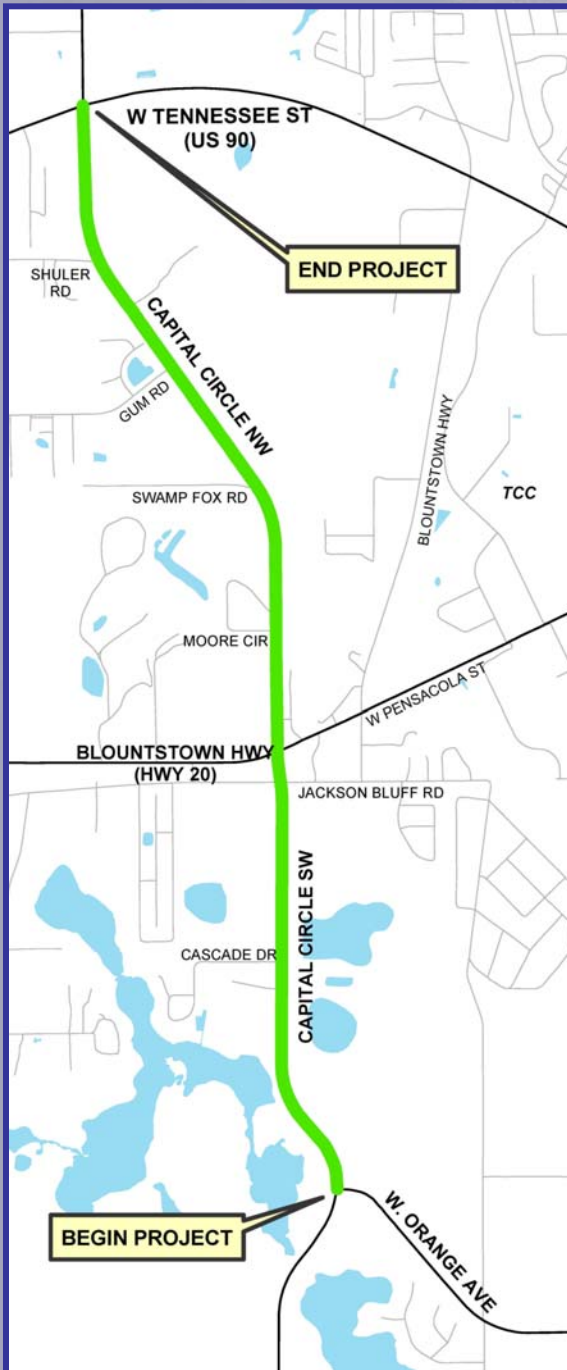 W TENNESSEE ST
(US 90)
END PROJECT
SHULER
RD
CAPITAL CIRCLE NW
GUM RD
BLOUNTSTOWN HWY
SWAMP FOX RD
TCC
MOORE CIR
W PENSACOLA ST
BLOUNTSTOWN HWY
(HWY 20)
JACKSON BLUFF RD
CAPITAL CIRCLE SW
CASCADE DR
BEGIN PROJECT
W. ORANGE AVE